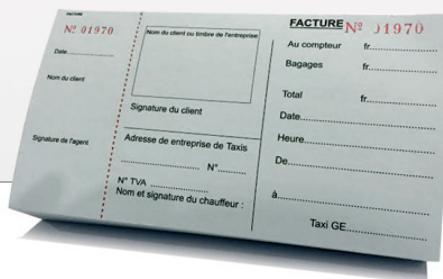 FACTURE
Nº 01970
Date
Nom du client
Signature de l'agent
Nom du client ou timbre de l'entreprise
Signature du client
Adresse de entreprise de Taxis
N°
N° TVA
Nom et signature du chauffeur :
FACTURE Nº 01970
Au compteur fr.
Bagages fr.
Total fr.
Date
Heure
De
à
Taxi GE